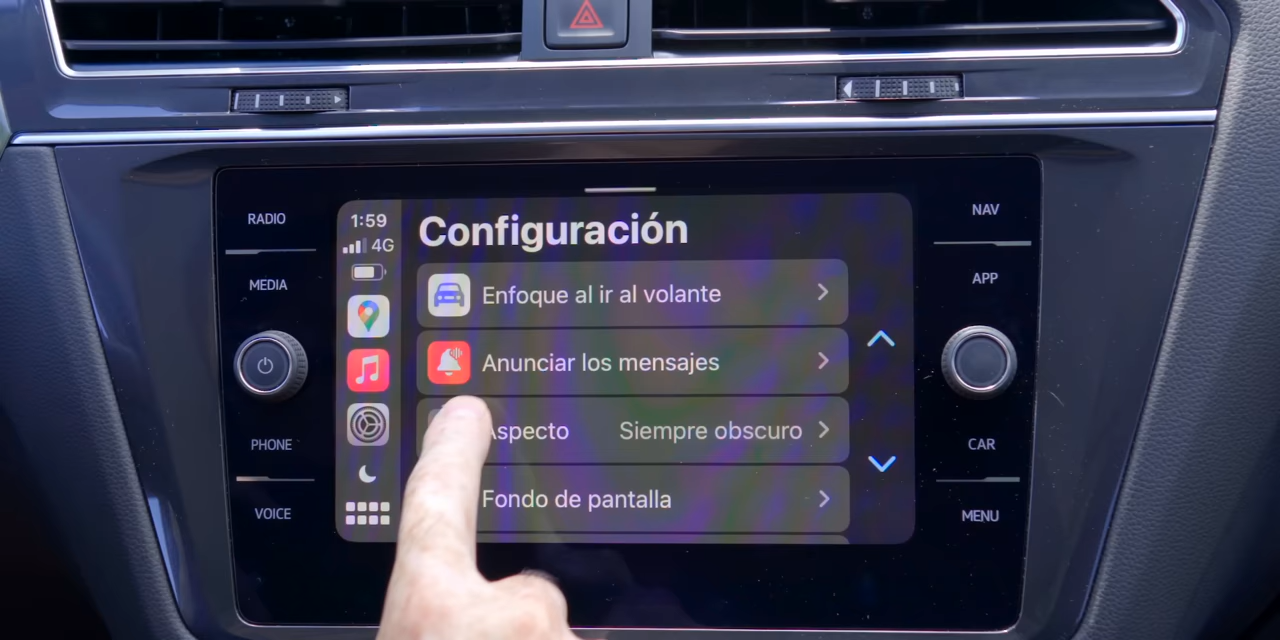 RADIO
MEDIA
PHONE
VOICE
1:59
4G
Configuración
Enfoque al ir al volante
Anunciar los mensajes
Aspecto Siempre obscuro
Fondo de pantalla
NAV
APP
CAR
MENU